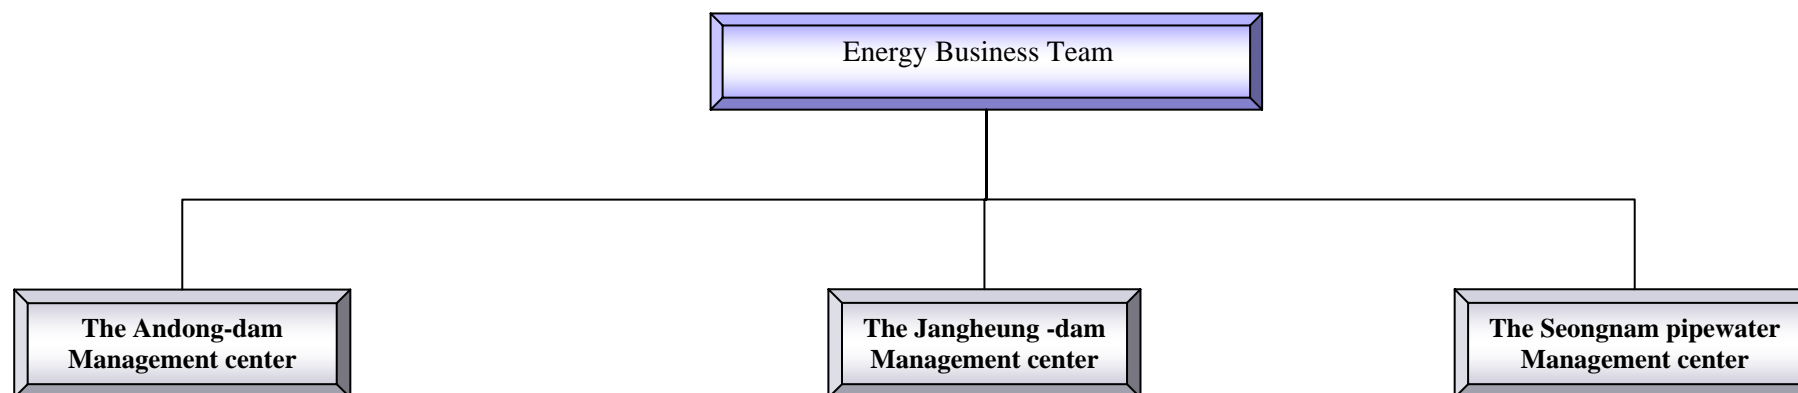 Energy Business Team
The Andong-dam
Management center
The Jangheung -dam
Management center
The Seongnam pipewater
Management center